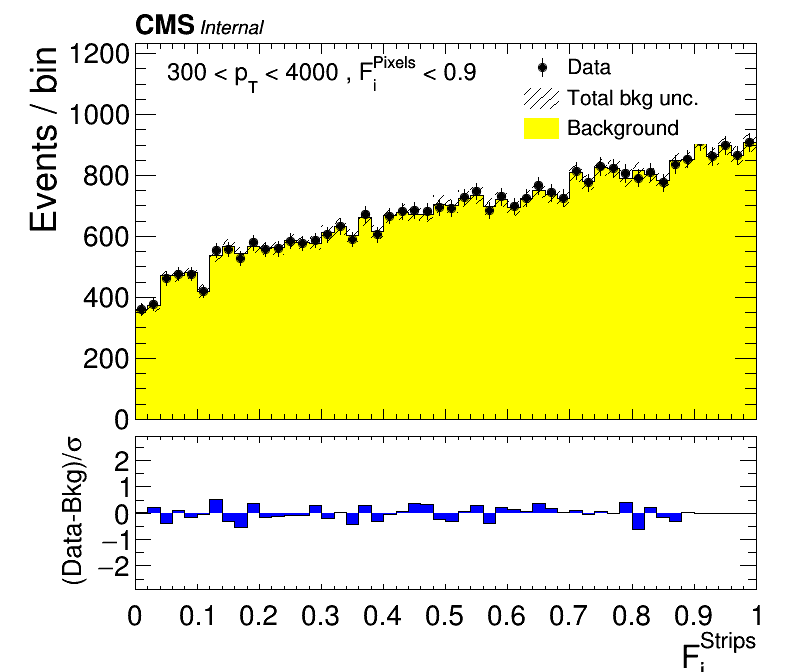 CMS Internal
300 < p_T < 4000 , F_i^Pixels < 0.9
Data
Total bkg unc.
Background
Events / bin
1200
1000
800
600
400
200
0
(Data-Bkg)/σ
2
1
0
−1
−2
0 0.1 0.2 0.3 0.4 0.5 0.6 0.7 0.8 0.9 1
F_i^Strips